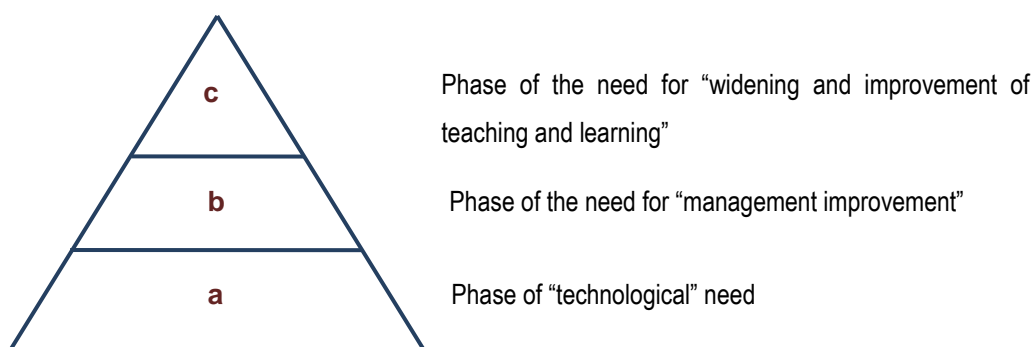 c
Phase of the need for “widening and improvement of
teaching and learning”
b
Phase of the need for “management improvement”
a
Phase of “technological” need